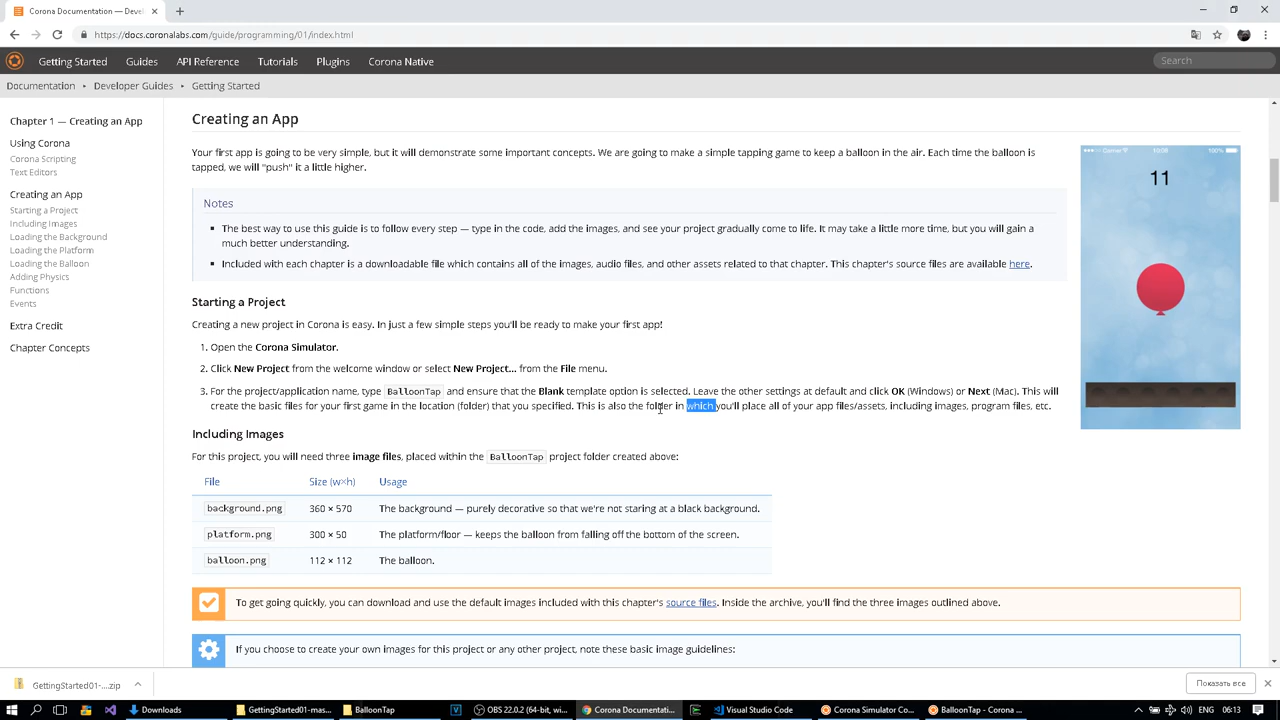 Corona Documentation — Devel
https://docs.coronalabs.com/guide/programming/01/index.html
Getting Started Guides API Reference Tutorials Plugins Corona Native Search
Documentation ▸ Developer Guides ▸ Getting Started
Chapter 1 — Creating an App
Using Corona
Corona Scripting
Text Editors
Creating an App
Starting a Project
Including Images
Loading the Background
Loading the Platform
Loading the Balloon
Adding Physics
Functions
Events
Extra Credit
Chapter Concepts
Creating an App
Your first app is going to be very simple, but it will demonstrate some important concepts. We are going to make a simple tapping game to keep a balloon in the air. Each time the balloon is
tapped, we will "push" it a little higher.
Notes
The best way to use this guide is to follow every step — type in the code, add the images, and see your project gradually come to life. It may take a little more time, but you will gain a
much better understanding.
Included with each chapter is a downloadable file which contains all of the images, audio files, and other assets related to that chapter. This chapter's source files are available here.
Starting a Project
Creating a new project in Corona is easy. In just a few simple steps you'll be ready to make your first app!
1. Open the Corona Simulator.
2. Click New Project from the welcome window or select New Project... from the File menu.
3. For the project/application name, type BalloonTap and ensure that the Blank template option is selected. Leave the other settings at default and click OK (Windows) or Next (Mac). This will
create the basic files for your first game in the location (folder) that you specified. This is also the folder in which you'll place all of your app files/assets, including images, program files, etc.
Including Images
For this project, you will need three image files, placed within the BalloonTap project folder created above:
File Size (w×h) Usage
background.png 360 × 570 The background — purely decorative so that we're not staring at a black background.
platform.png 300 × 50 The platform/floor — keeps the balloon from falling off the bottom of the screen.
balloon.png 112 × 112 The balloon.
To get going quickly, you can download and use the default images included with this chapter's source files. Inside the archive, you'll find the three images outlined above.
If you choose to create your own images for this project or any other project, note these basic image guidelines:
Carrier 10:58 100%
11
GettingStarted01-....zip
Показать все
Downloads GettingStarted01-mas... BalloonTap OBS 22.0.2 (64-bit, wi... Corona Documentati... Visual Studio Code Corona Simulator Co... BalloonTap - Corona ... ENG 06:13